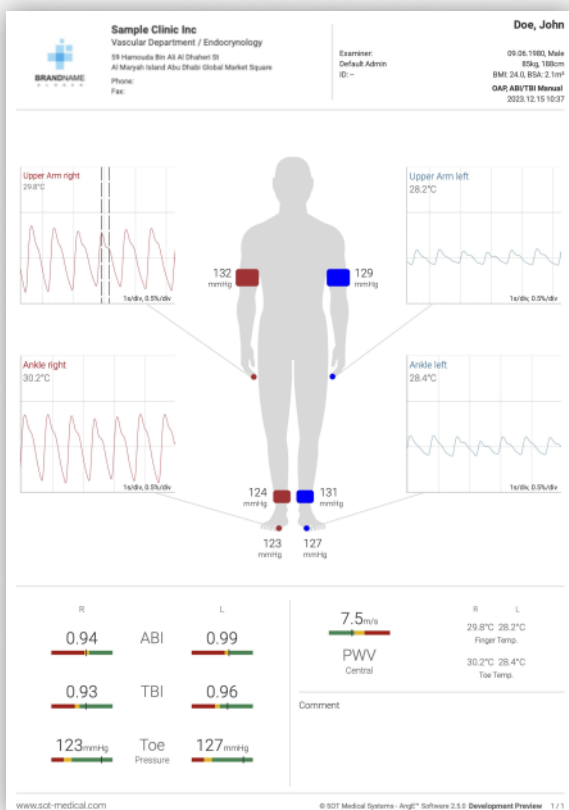 BRANDNAME
SLOGAN
Sample Clinic Inc
Vascular Department / Endocrynology
59 Hamouda Bin Ali Al Dhaheri St
Al Maryah Island Abu Dhabi Global Market Square
Phone:
Fax:
Examiner:
Default Admin
ID: –
Doe, John
09.06.1980, Male
85kg, 188cm
BMI: 24.0, BSA: 2.1m²
OAP, ABI/TBI Manual
2023.12.15 10:37
Upper Arm right
29.8°C
1s/div, 0.5%/div
Upper Arm left
28.2°C
1s/div, 0.5%/div
132
mmHg
129
mmHg
Ankle right
30.2°C
1s/div, 0.5%/div
Ankle left
28.4°C
1s/div, 0.5%/div
124
mmHg
131
mmHg
123
mmHg
127
mmHg
R L
0.94 ABI 0.99
0.93 TBI 0.96
123mmHg Toe Pressure 127mmHg
7.5m/s
PWV
Central
R L
29.8°C 28.2°C
Finger Temp.
30.2°C 28.4°C
Toe Temp.
Comment
www.sot-medical.com
© SOT Medical Systems - AngE™ Software 2.5.0 Development Preview 1 / 1